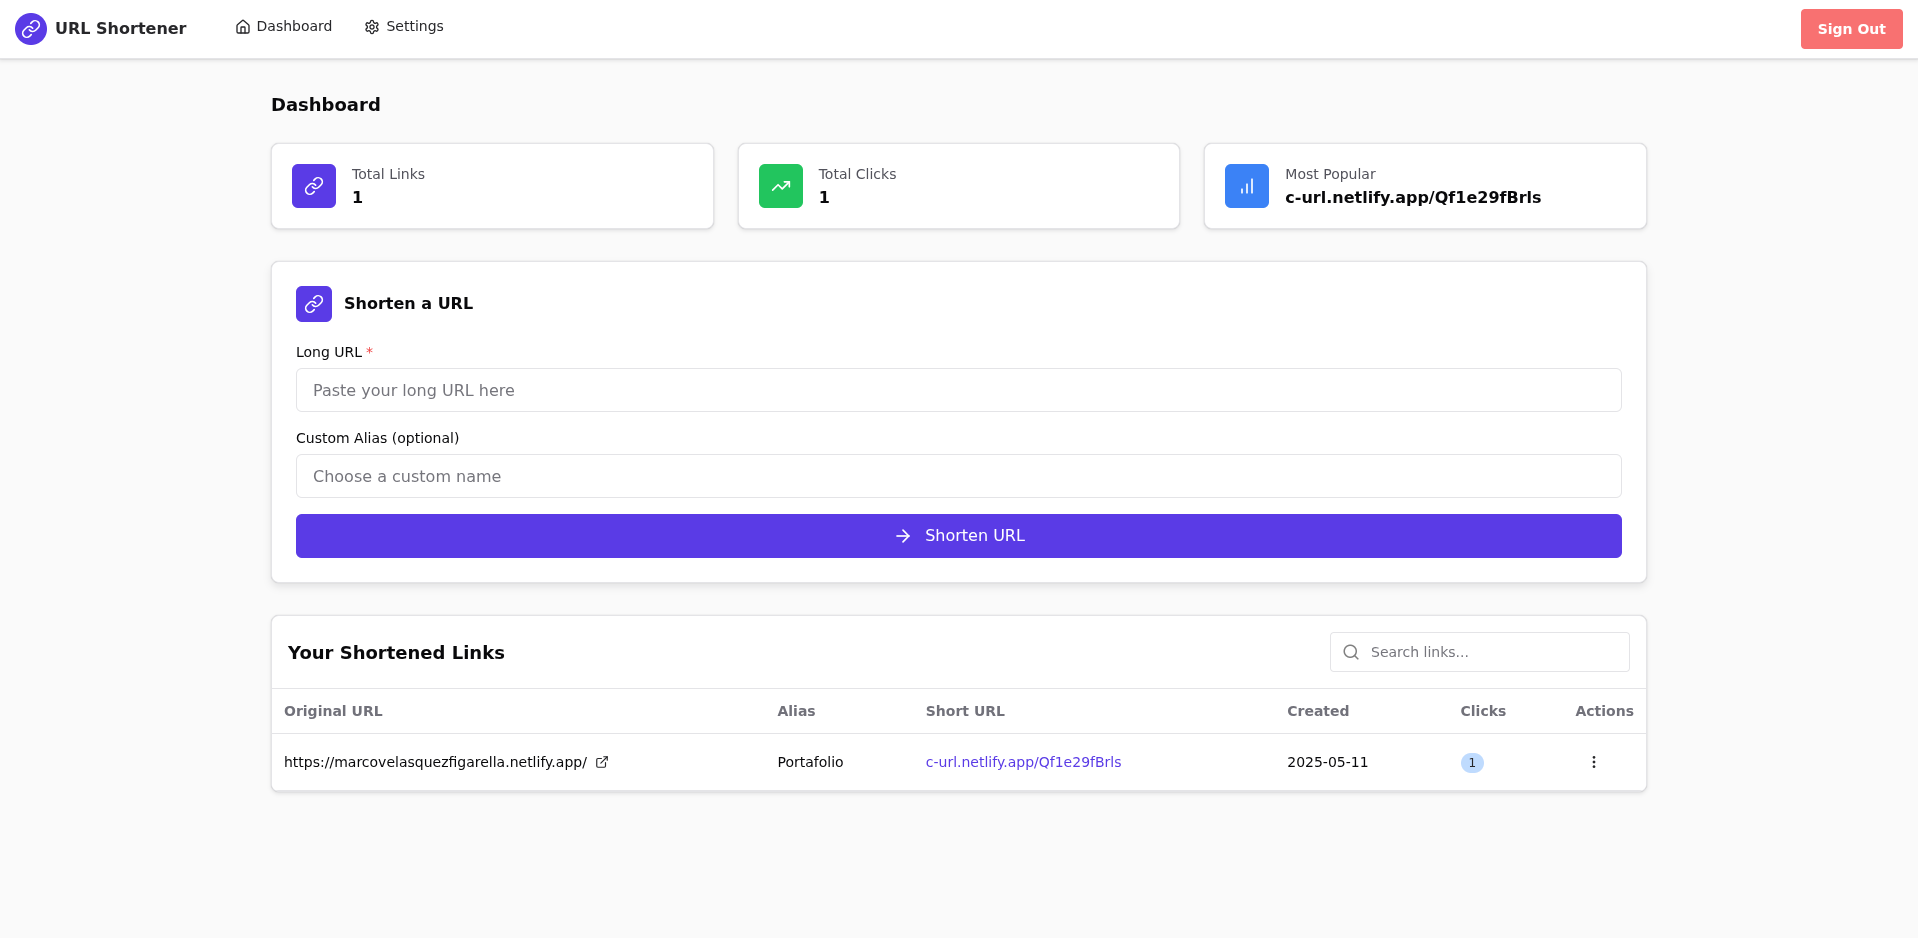 URL Shortener
Dashboard
Settings
Sign Out
Dashboard
Total Links
1
Total Clicks
1
Most Popular
c-url.netlify.app/Qf1e29fBrls
Shorten a URL
Long URL *
Paste your long URL here
Custom Alias (optional)
Choose a custom name
Shorten URL
Your Shortened Links
Search links...
Original URL Alias Short URL Created Clicks Actions
https://marcovelasquezfigarella.netlify.app/ Portafolio c-url.netlify.app/Qf1e29fBrls 2025-05-11 1